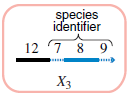 species
identifier
12 7 8 9
X₃